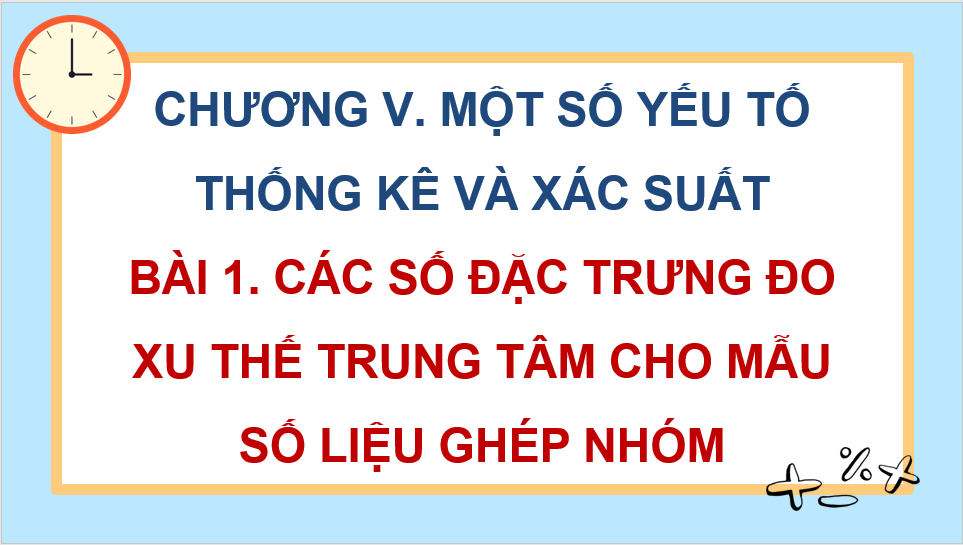 CHƯƠNG V. MỘT SỐ YẾU TỐ
THỐNG KÊ VÀ XÁC SUẤT
BÀI 1. CÁC SỐ ĐẶC TRƯNG ĐO
XU THẾ TRUNG TÂM CHO MẪU
SỐ LIỆU GHÉP NHÓM